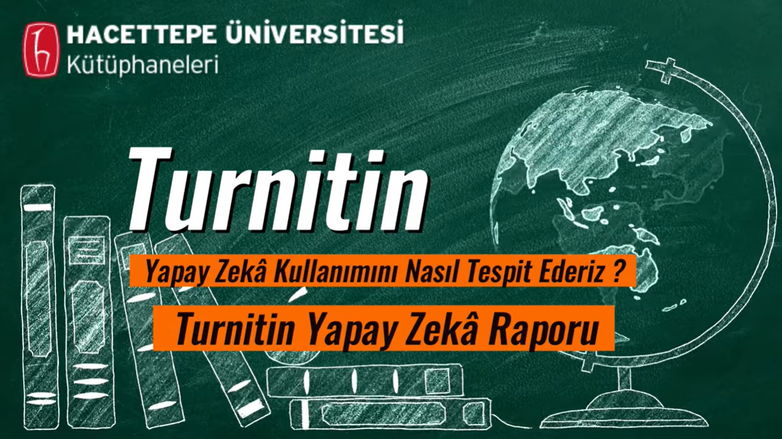 HACETTEPE ÜNİVERSİTESİ
Kütüphaneleri
Turnitin
Yapay Zekâ Kullanımını Nasıl Tespit Ederiz ?
Turnitin Yapay Zekâ Raporu